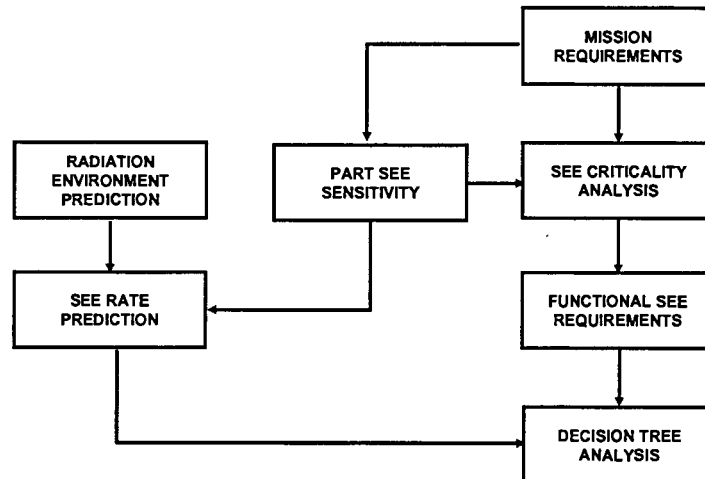 MISSION
REQUIREMENTS
RADIATION
ENVIRONMENT
PREDICTION
PART SEE
SENSITIVITY
SEE CRITICALITY
ANALYSIS
SEE RATE
PREDICTION
FUNCTIONAL SEE
REQUIREMENTS
DECISION TREE
ANALYSIS